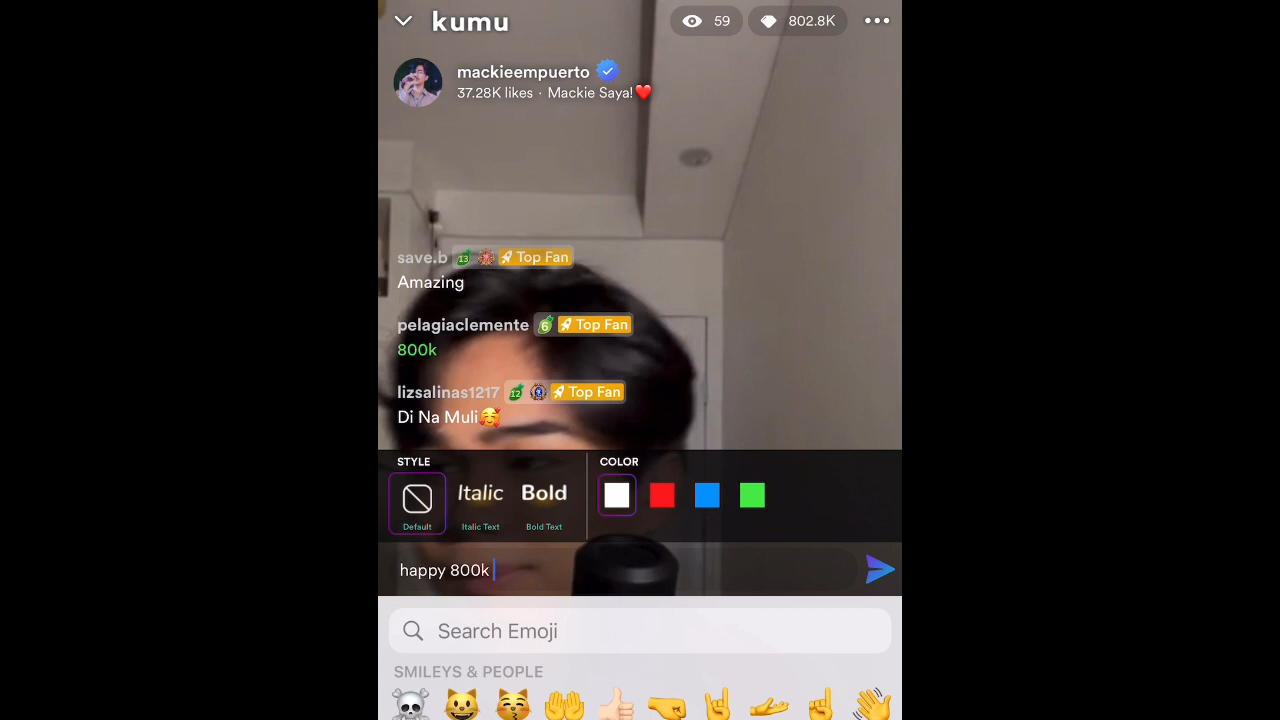 kumu
59
802.8K
mackieempuerto
37.28K likes · Mackie Saya!❤️
save.b 13 Top Fan
Amazing
pelagiaclemente 6 Top Fan
800k
lizsalinas1217 12 Top Fan
Di Na Muli🥰
STYLE
COLOR
Italic
Bold
Default
Italic Text
Bold Text
happy 800k
Search Emoji
SMILEYS & PEOPLE